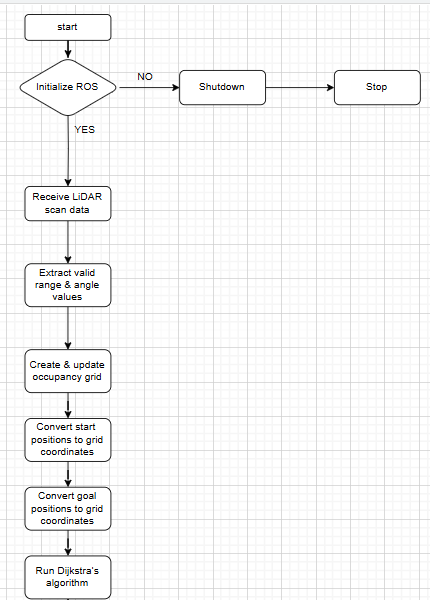 start
Initialize ROS
NO
Shutdown
Stop
YES
Receive LiDAR
scan data
Extract valid
range & angle
values
Create & update
occupancy grid
Convert start
positions to grid
coordinates
Convert goal
positions to grid
coordinates
Run Dijkstra's
algorithm